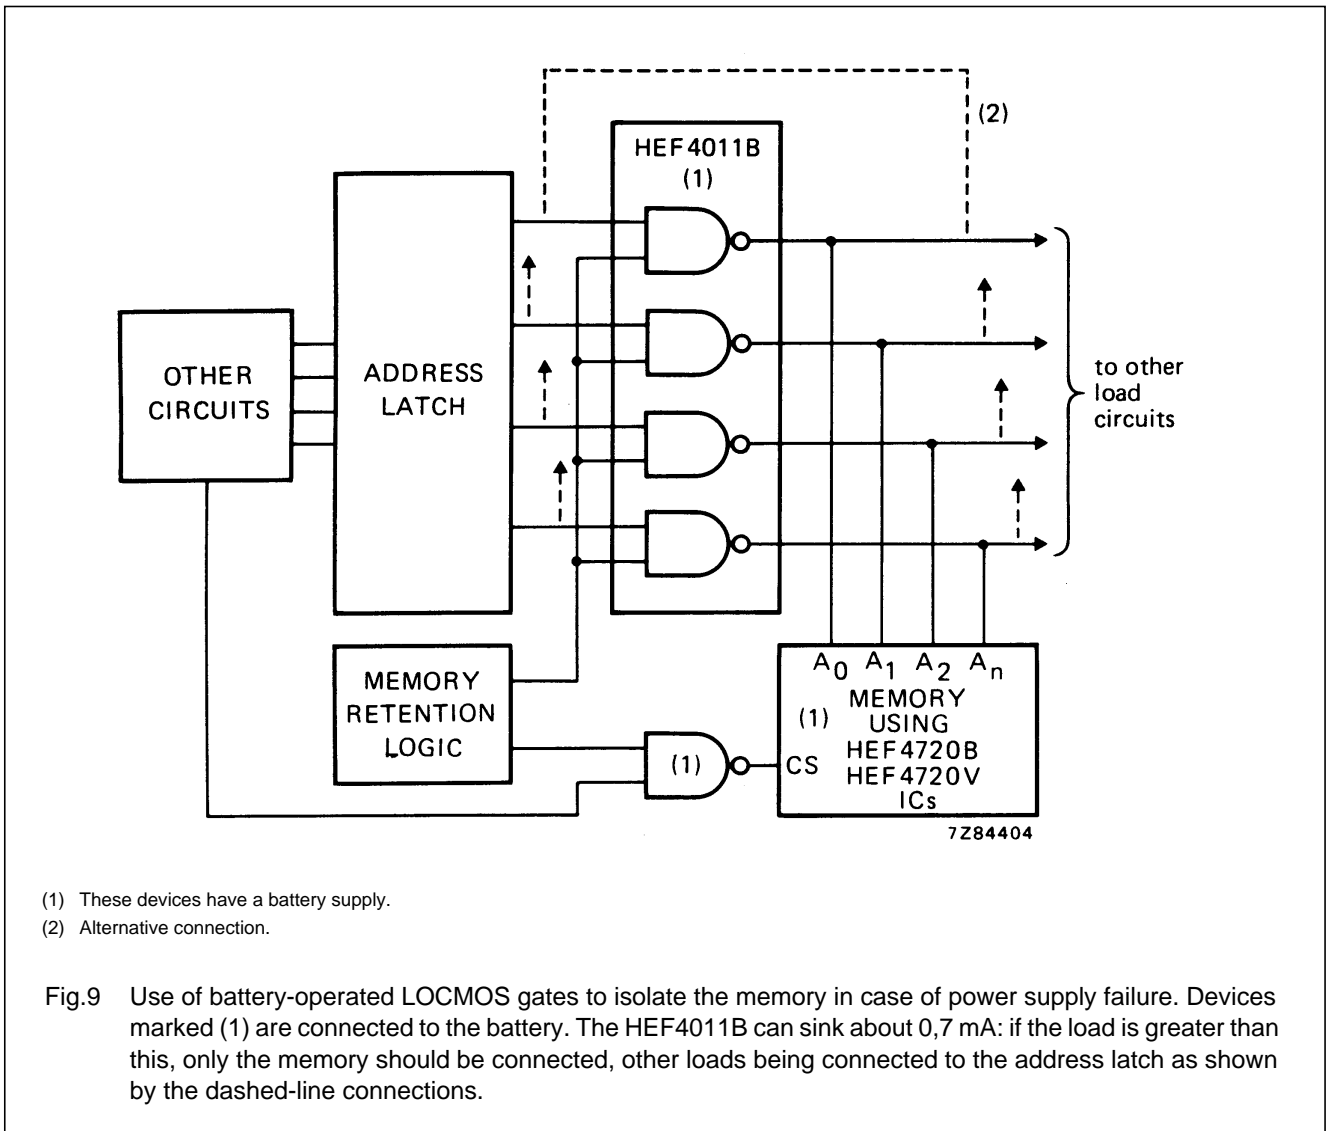 (2)
HEF4011B
(1)
OTHER
CIRCUITS
ADDRESS
LATCH
to other
load
circuits
MEMORY
RETENTION
LOGIC
(1)
CS
A0 A1 A2 An
(1)
MEMORY
USING
HEF4720B
HEF4720V
ICs
7Z84404
(1) These devices have a battery supply.
(2) Alternative connection.
Fig.9 Use of battery-operated LOCMOS gates to isolate the memory in case of power supply failure. Devices
marked (1) are connected to the battery. The HEF4011B can sink about 0,7 mA: if the load is greater than
this, only the memory should be connected, other loads being connected to the address latch as shown
by the dashed-line connections.